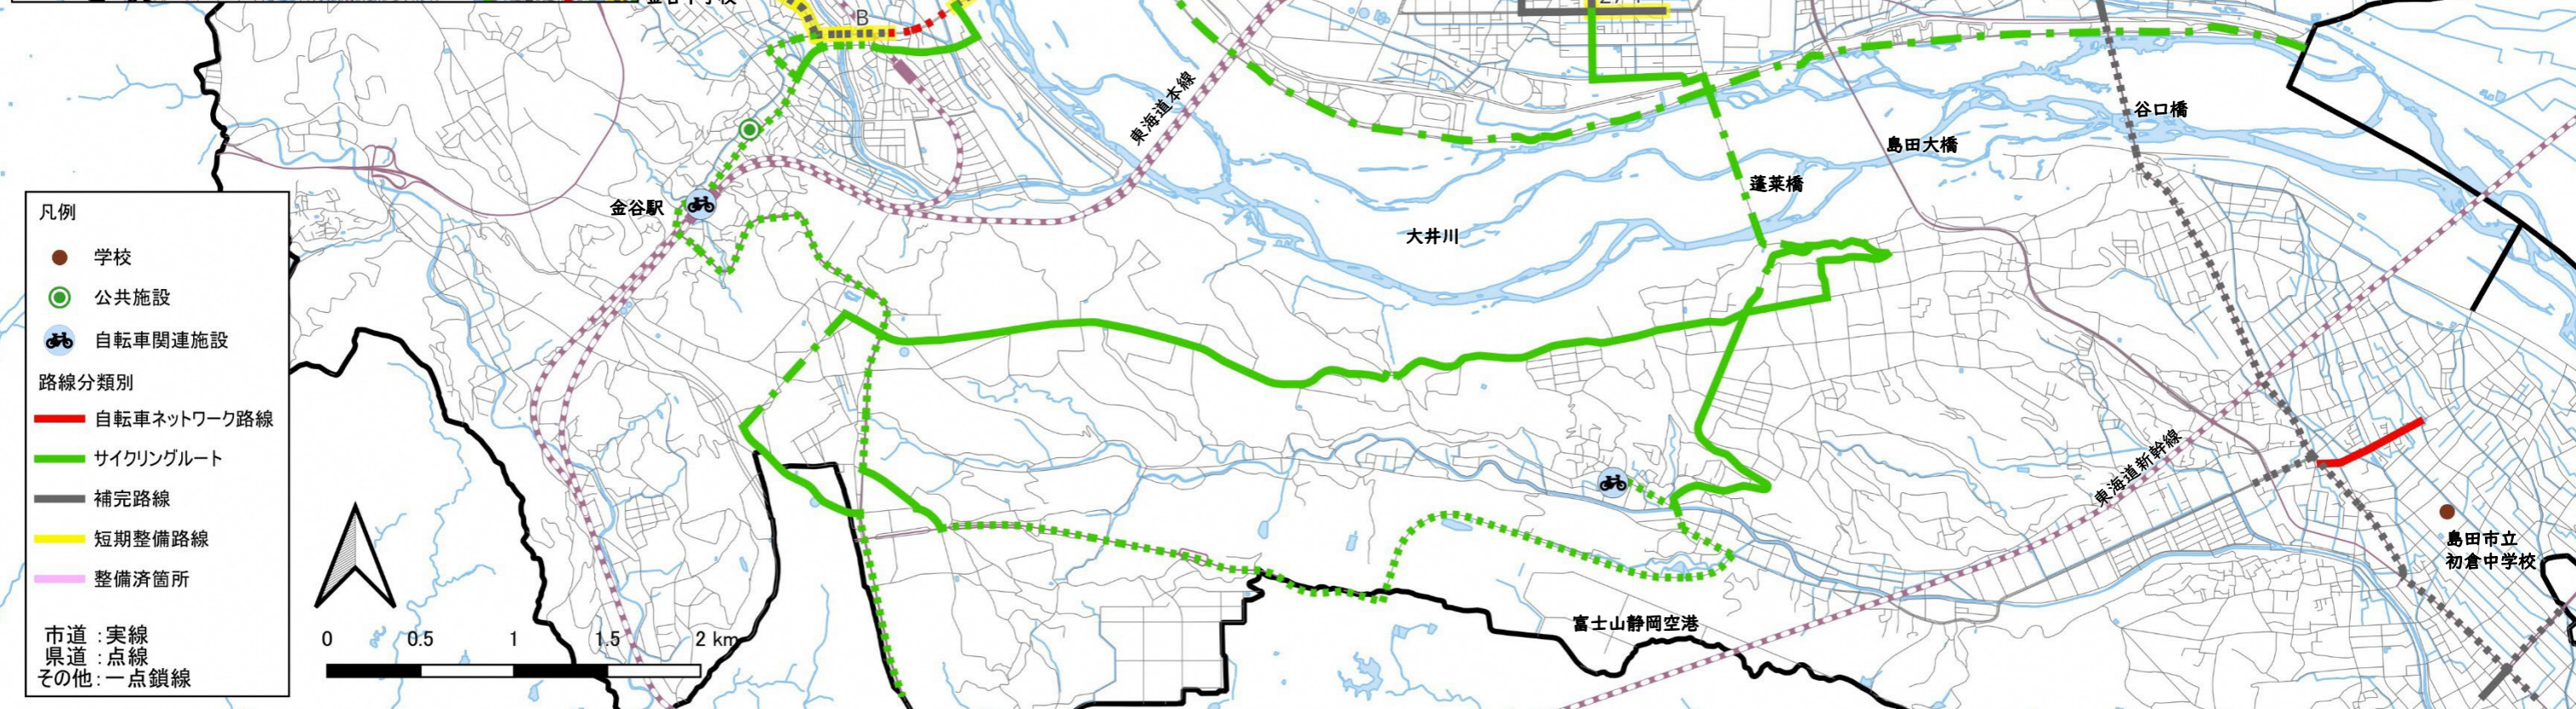 B
東海道本線
谷口橋
島田大橋
蓬莱橋
金谷駅
大井川
凡例
学校
公共施設
自転車関連施設
路線分類別
自転車ネットワーク路線
サイクリングルート
補完路線
短期整備路線
整備済箇所
市道 : 実線
県道 : 点線
その他 : 一点鎖線
0 0.5 1 1.5 2 km
東海道新幹線
島田市立
初倉中学校
富士山静岡空港